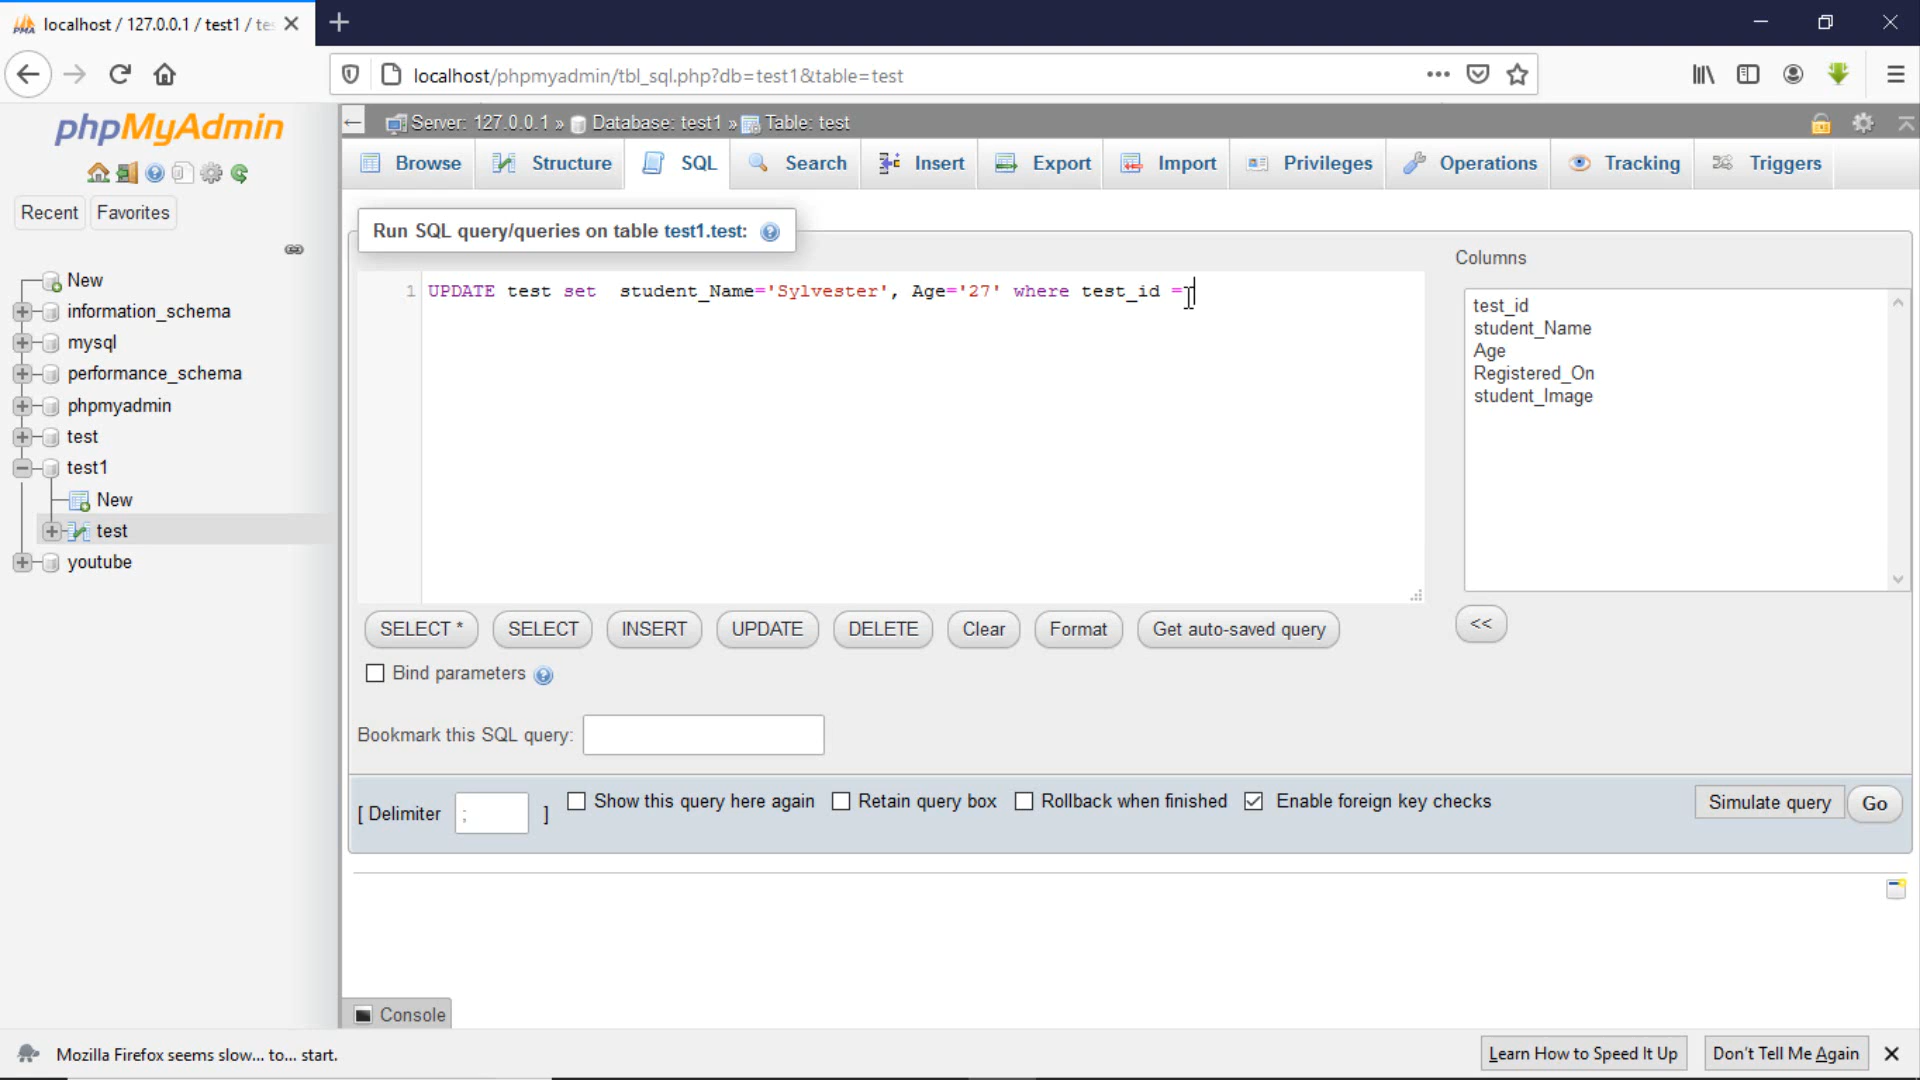 localhost / 127.0.0.1 / test1 / te
localhost/phpmyadmin/tbl_sql.php?db=test1&table=test
phpMyAdmin
Server: 127.0.0.1 » Database: test1 » Table: test
Browse Structure SQL Search Insert Export Import Privileges Operations Tracking Triggers
Recent Favorites
Run SQL query/queries on table test1.test:
Columns
New
information_schema
mysql
performance_schema
phpmyadmin
test
test1
New
test
youtube
1 UPDATE test set  student_Name='Sylvester', Age='27' where test_id =
test_id
student_Name
Age
Registered_On
student_Image
SELECT * SELECT INSERT UPDATE DELETE Clear Format Get auto-saved query
<<
Bind parameters
Bookmark this SQL query:
[ Delimiter ; ] Show this query here again Retain query box Rollback when finished Enable foreign key checks Simulate query Go
Console
Mozilla Firefox seems slow... to... start. Learn How to Speed It Up Don't Tell Me Again